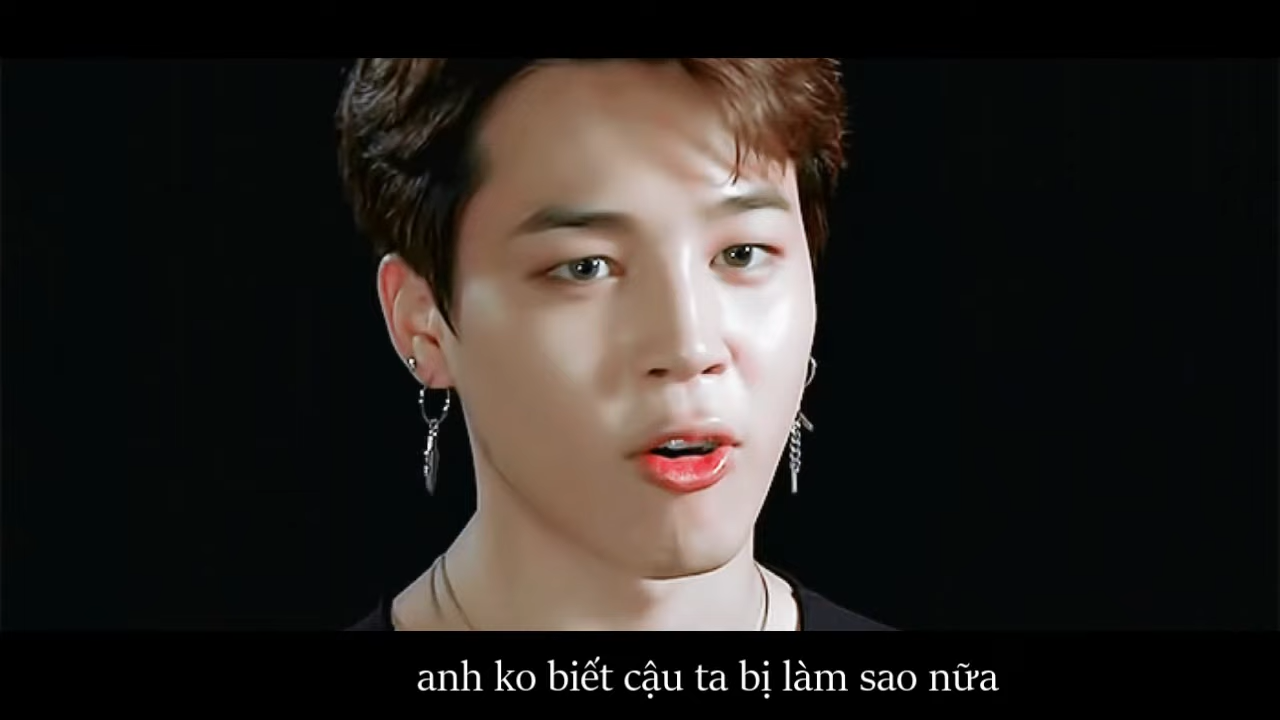 anh ko biết cậu ta bị làm sao nữa